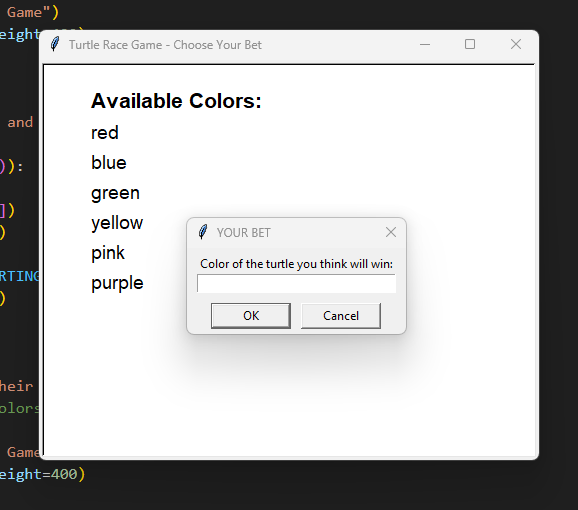 Game")
eight=
Turtle Race Game - Choose Your Bet
Available Colors:
red
and
blue
)):
green
])
yellow
)
YOUR BET
pink
Color of the turtle you think will win:
RTING
purple
)
OK Cancel
heir
olors
Game
eight=400)